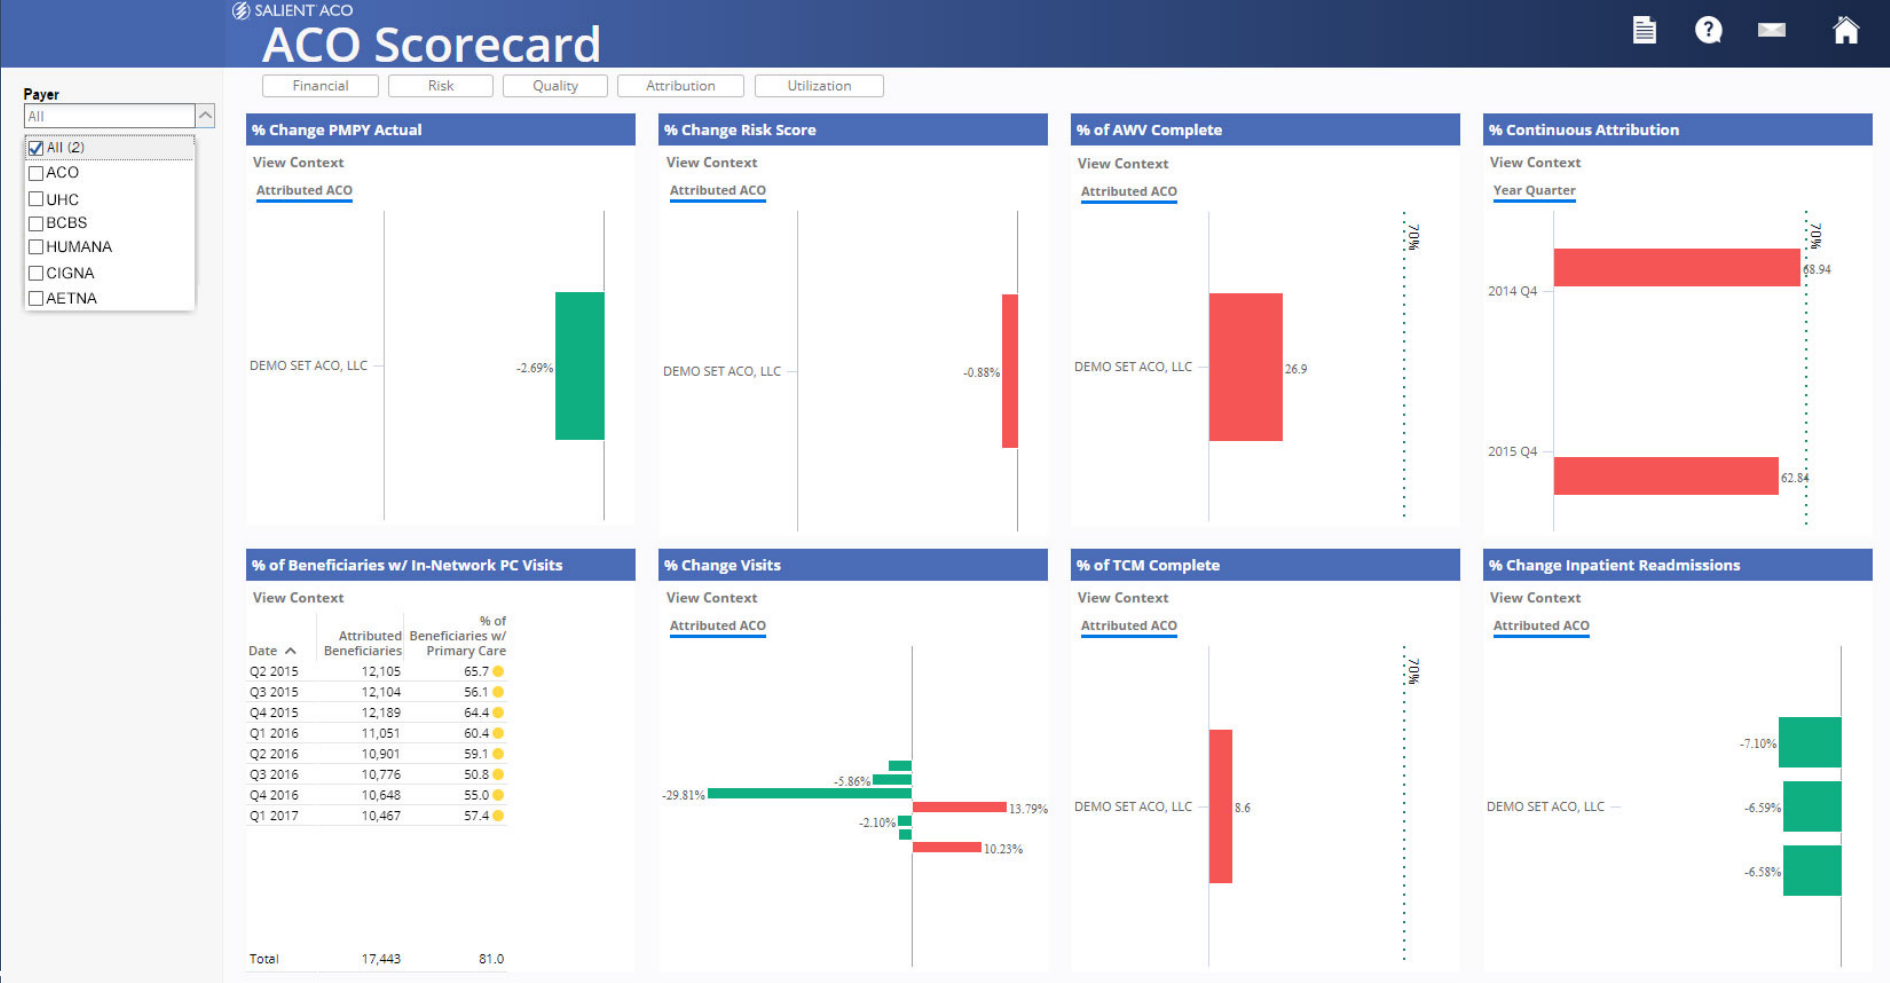 SALIENT ACO
ACO Scorecard
Financial
Risk
Quality
Attribution
Utilization
Payer
All
All (2)
ACO
UHC
BCBS
HUMANA
CIGNA
AETNA
% Change PMPY Actual
View Context
Attributed ACO
DEMO SET ACO, LLC
-2.69%
% Change Risk Score
View Context
Attributed ACO
DEMO SET ACO, LLC
-0.88%
% of AWV Complete
View Context
Attributed ACO
70%
DEMO SET ACO, LLC
26.9
% Continuous Attribution
View Context
Year Quarter
70%
68.94
2014 Q4
2015 Q4
62.84
% of Beneficiaries w/ In-Network PC Visits
View Context
% of
Attributed Beneficiaries w/
Date Beneficiaries Primary Care
Q2 2015 12,105 65.7
Q3 2015 12,104 56.1
Q4 2015 12,189 64.4
Q1 2016 11,051 60.4
Q2 2016 10,901 59.1
Q3 2016 10,776 50.8
Q4 2016 10,648 55.0
Q1 2017 10,467 57.4
Total 17,443 81.0
% Change Visits
View Context
Attributed ACO
-5.86%
-29.81%
13.79%
-2.10%
10.23%
% of TCM Complete
View Context
Attributed ACO
70%
DEMO SET ACO, LLC
8.6
% Change Inpatient Readmissions
View Context
Attributed ACO
-7.10%
DEMO SET ACO, LLC
-6.59%
-6.58%